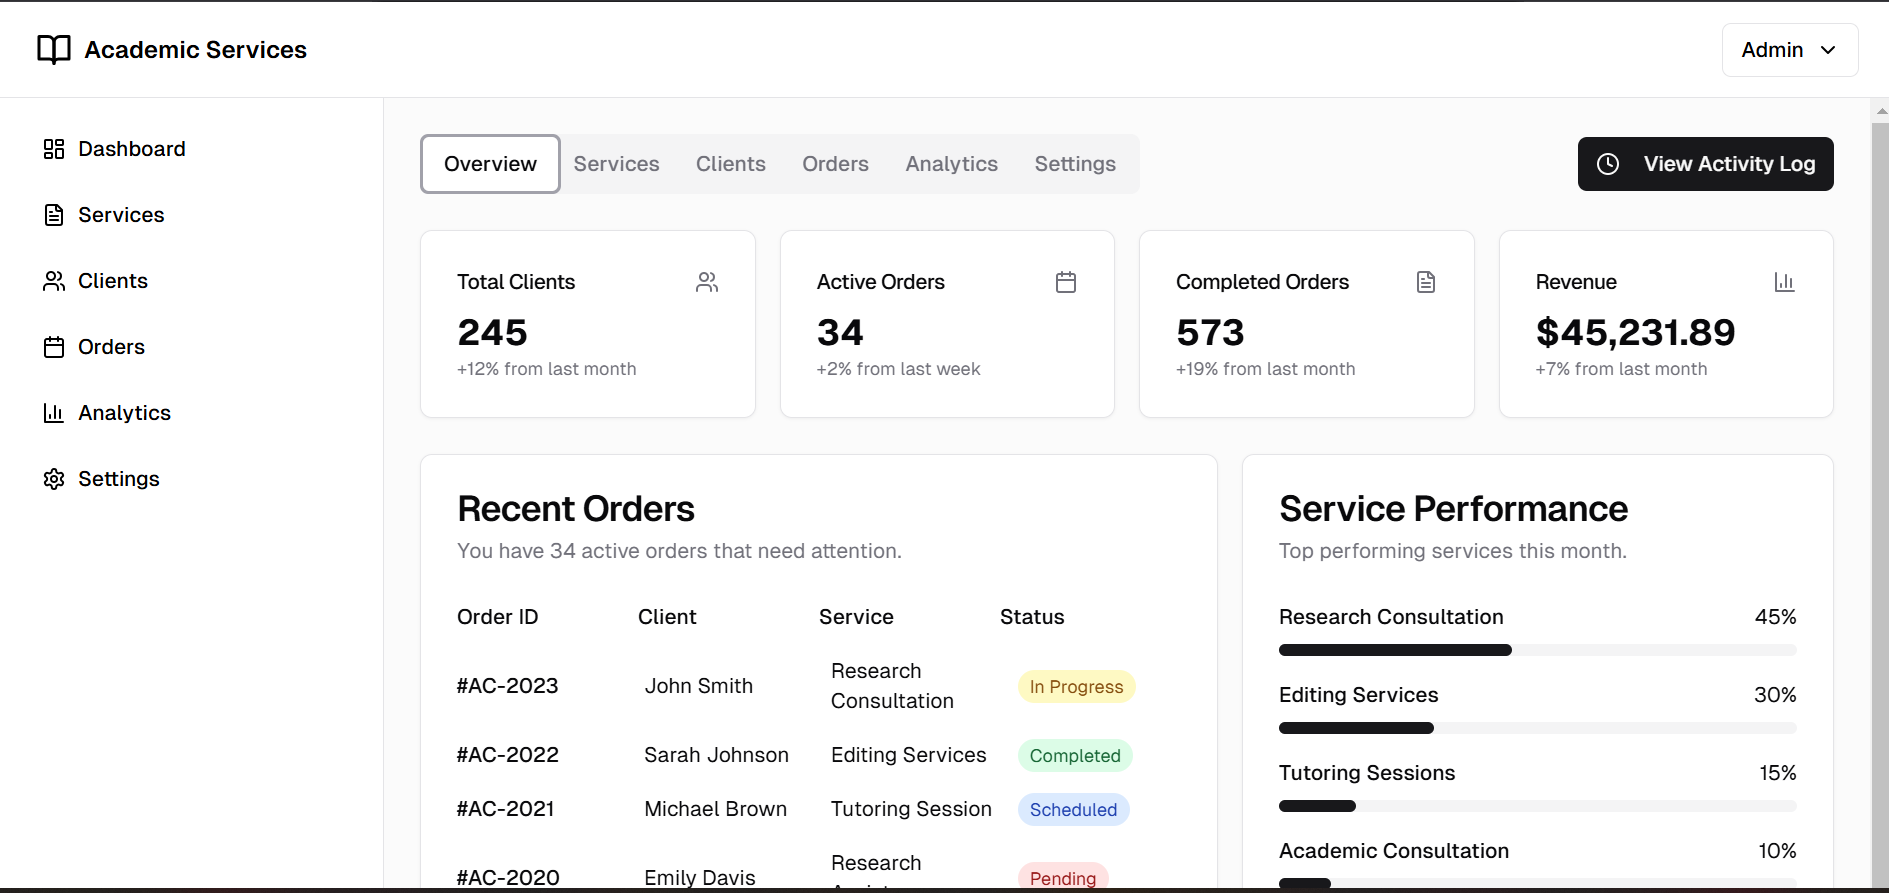 Academic Services
Admin
Dashboard
Services
Clients
Orders
Analytics
Settings
Overview Services Clients Orders Analytics Settings
View Activity Log
Total Clients
245
+12% from last month
Active Orders
34
+2% from last week
Completed Orders
573
+19% from last month
Revenue
$45,231.89
+7% from last month
Recent Orders
You have 34 active orders that need attention.
Order ID Client Service Status
#AC-2023 John Smith Research Consultation In Progress
#AC-2022 Sarah Johnson Editing Services Completed
#AC-2021 Michael Brown Tutoring Session Scheduled
#AC-2020 Emily Davis Research Pending
Service Performance
Top performing services this month.
Research Consultation 45%
Editing Services 30%
Tutoring Sessions 15%
Academic Consultation 10%